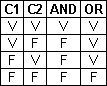 C1 C2 AND OR
V V V V
V F F V
F V F V
F F F F